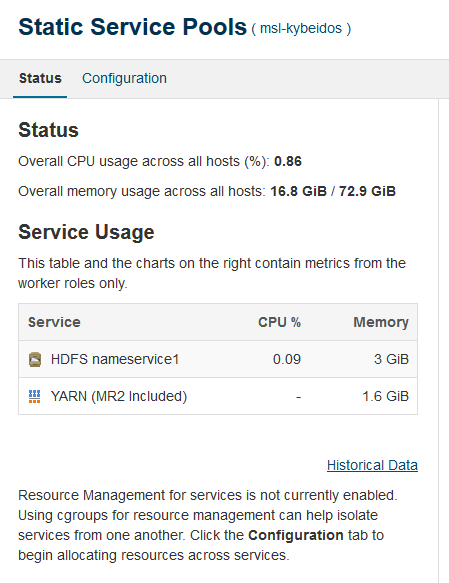 Static Service Pools ( msl-kybeidos )
Status Configuration
Status
Overall CPU usage across all hosts (%): 0.86
Overall memory usage across all hosts: 16.8 GiB / 72.9 GiB
Service Usage
This table and the charts on the right contain metrics from the
worker roles only.
Service CPU % Memory
HDFS nameservice1 0.09 3 GiB
YARN (MR2 Included) - 1.6 GiB
Historical Data
Resource Management for services is not currently enabled.
Using cgroups for resource management can help isolate
services from one another. Click the Configuration tab to
begin allocating resources across services.